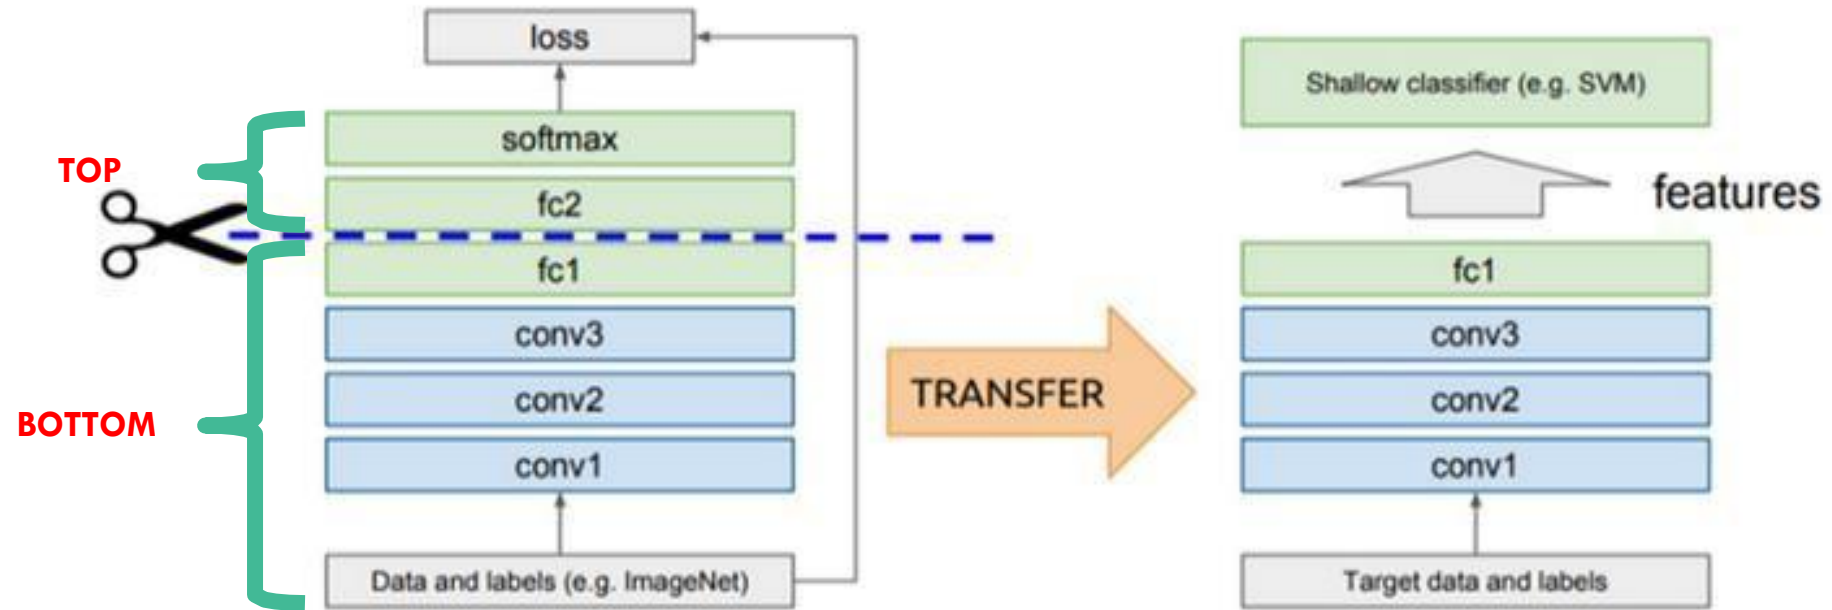 loss
softmax
TOP
fc2
fc1
conv3
BOTTOM
conv2
conv1
Data and labels (e.g. ImageNet)
TRANSFER
Shallow classifier (e.g. SVM)
features
fc1
conv3
conv2
conv1
Target data and labels